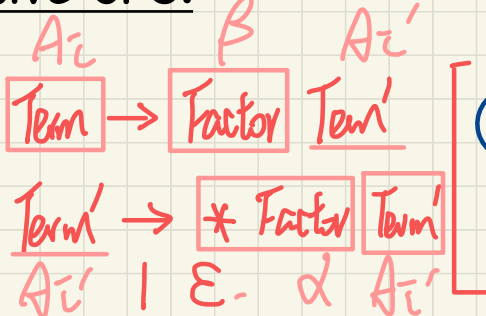 Ai β Ai'
Term → Factor Term'
Term' → * Factor Term'
Ai' | ε α Ai'